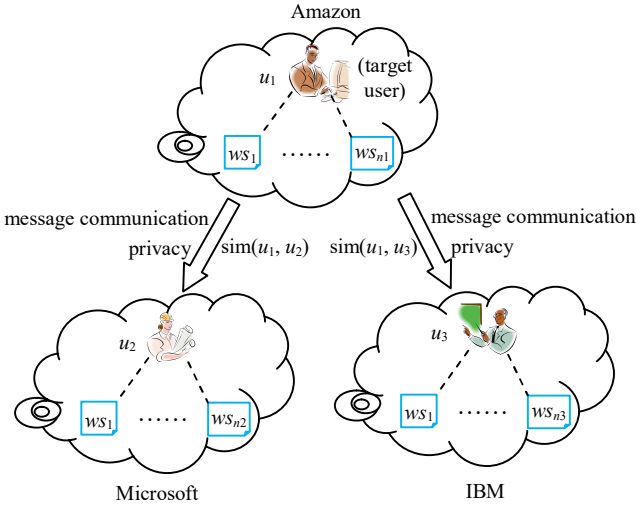 Amazon
u1
(target
user)
ws1 ...... wsn1
message communication
privacy
sim(u1, u2)
sim(u1, u3)
message communication
privacy
u2
ws1 ...... wsn2
Microsoft
u3
ws1 ...... wsn3
IBM